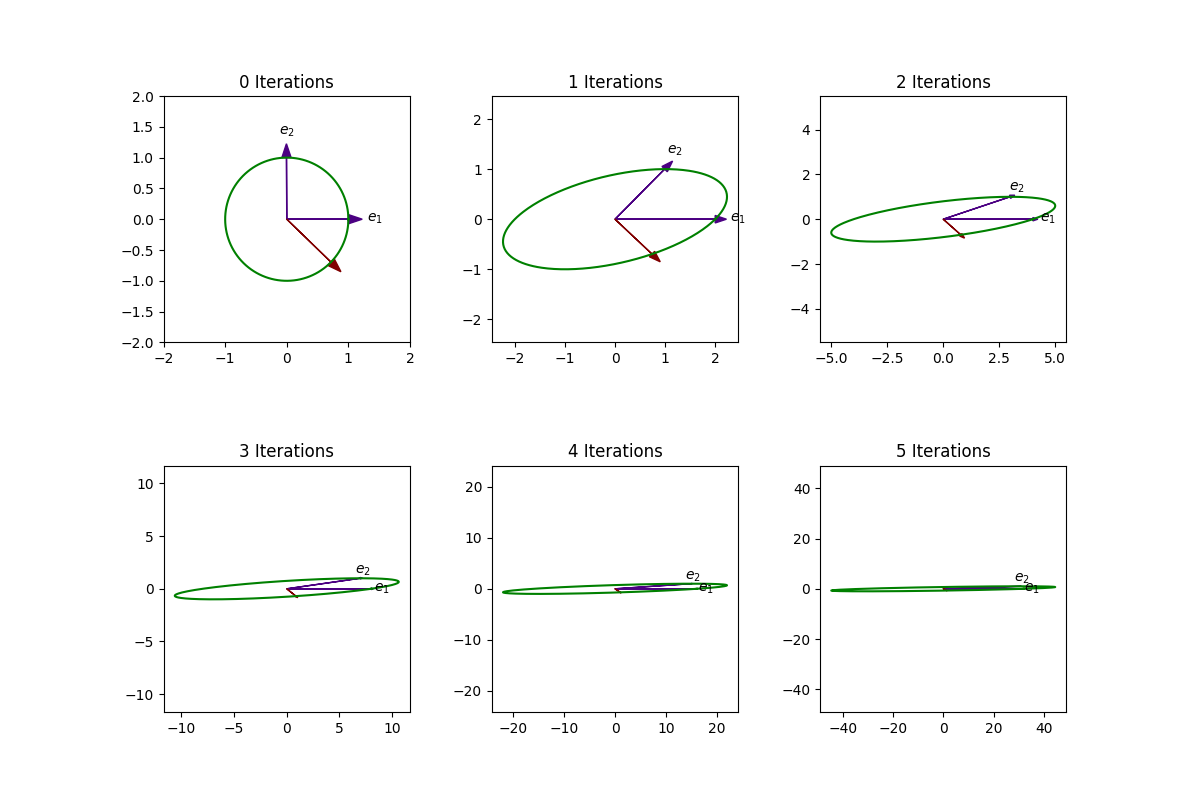 0 Iterations
2.0
1.5
1.0
0.5
0.0
−0.5
−1.0
−1.5
−2.0
−2 −1 0 1 2
e2
e1
1 Iterations
2
1
0
−1
−2
−2 −1 0 1 2
e2
e1
2 Iterations
4
2
0
−2
−4
−5.0 −2.5 0.0 2.5 5.0
e2
e1
3 Iterations
10
5
0
−5
−10
−10 −5 0 5 10
e2
e1
4 Iterations
20
10
0
−10
−20
−20 −10 0 10 20
e2
e1
5 Iterations
40
20
0
−20
−40
−40 −20 0 20 40
e2
e1